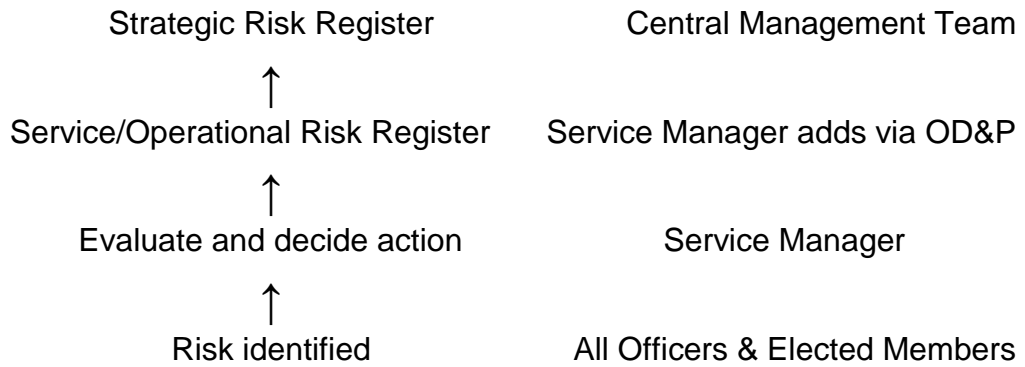 Strategic Risk Register Central Management Team
↑
Service/Operational Risk Register Service Manager adds via OD&P
↑
Evaluate and decide action Service Manager
↑
Risk identified All Officers & Elected Members